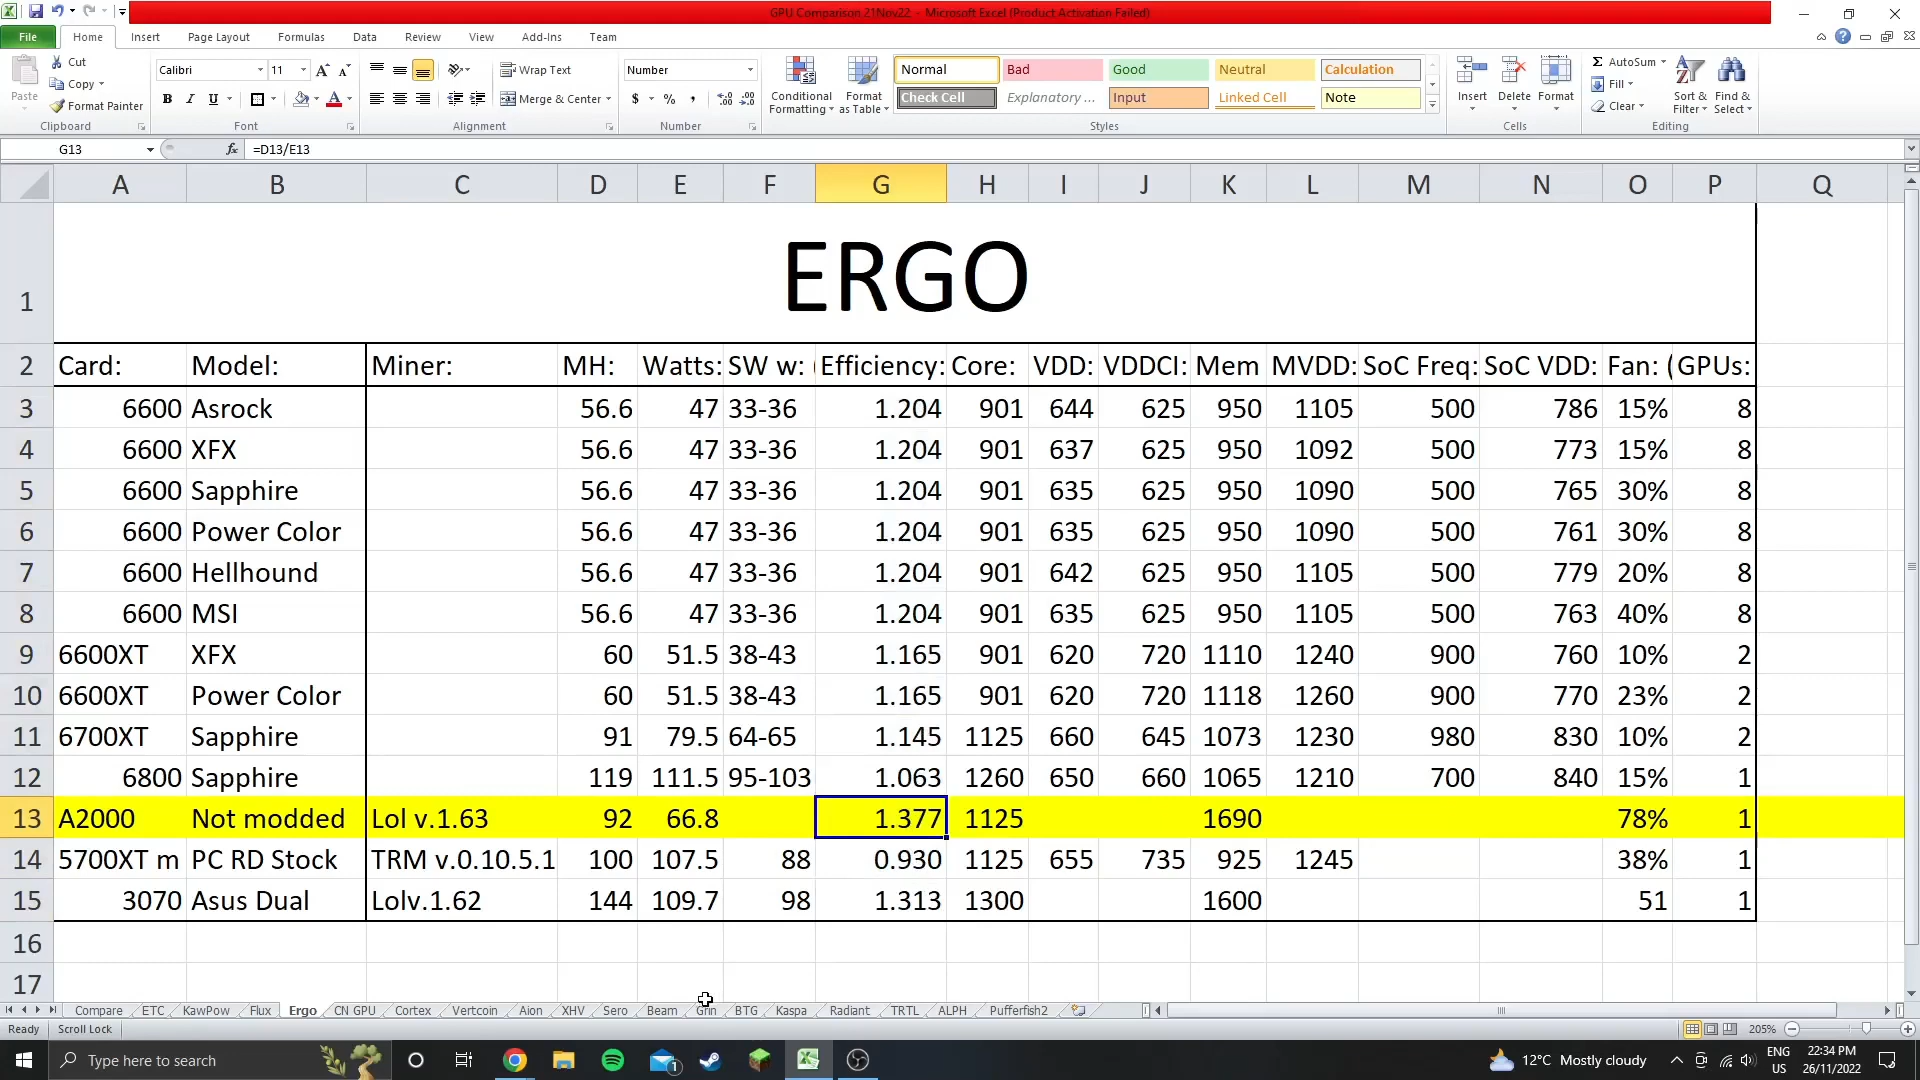 GPU Comparison 21Nov22 - Microsoft Excel (Product Activation Failed)
File Home Insert Page Layout Formulas Data Review View Add-Ins Team
Paste Cut Copy Format Painter Clipboard
Calibri 11 B I U Font
Wrap Text Merge & Center Alignment
Number $ % , Number
Conditional Formatting Format as Table
Normal Bad Good Neutral Calculation
Check Cell Explanatory ... Input Linked Cell Note
Styles
Insert Delete Format Cells
AutoSum Fill Clear Sort & Filter Find & Select Editing
G13 fx =D13/E13
A B C D E F G H I J K L M N O P Q
1 ERGO
2 Card: Model: Miner: MH: Watts: SW w: ( Efficiency: Core: VDD: VDDCI: Mem MVDD: SoC Freq: SoC VDD: Fan: ( GPUs:
3 6600 Asrock 56.6 47 33-36 1.204 901 644 625 950 1105 500 786 15% 8
4 6600 XFX 56.6 47 33-36 1.204 901 637 625 950 1092 500 773 15% 8
5 6600 Sapphire 56.6 47 33-36 1.204 901 635 625 950 1090 500 765 30% 8
6 6600 Power Color 56.6 47 33-36 1.204 901 635 625 950 1090 500 761 30% 8
7 6600 Hellhound 56.6 47 33-36 1.204 901 642 625 950 1105 500 779 20% 8
8 6600 MSI 56.6 47 33-36 1.204 901 635 625 950 1105 500 763 40% 8
9 6600XT XFX 60 51.5 38-43 1.165 901 620 720 1110 1240 900 760 10% 2
10 6600XT Power Color 60 51.5 38-43 1.165 901 620 720 1118 1260 900 770 23% 2
11 6700XT Sapphire 91 79.5 64-65 1.145 1125 660 645 1073 1230 980 830 10% 2
12 6800 Sapphire 119 111.5 95-103 1.063 1260 650 660 1065 1210 700 840 15% 1
13 A2000 Not modded Lol v.1.63 92 66.8 1.377 1125 1690 78% 1
14 5700XT m PC RD Stock TRM v.0.10.5.1 100 107.5 88 0.930 1125 655 735 925 1245 38% 1
15 3070 Asus Dual Lolv.1.62 144 109.7 98 1.313 1300 1600 51 1
16
17
Compare ETC KawPow Flux Ergo CN GPU Cortex Vertcoin Aion XHV Sero Beam Grin BTG Kaspa Radiant TRTL ALPH Pufferfish2
Ready Scroll Lock 205%
Type here to search 1 12°C Mostly cloudy ENG US 22:34 PM 26/11/2022